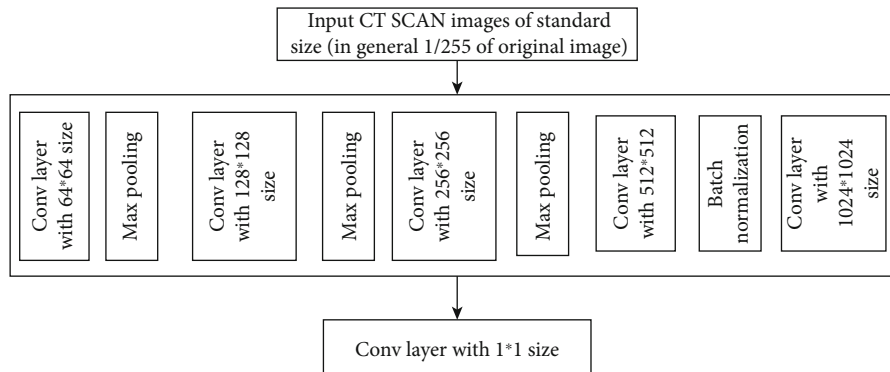 Input CT SCAN images of standard
size (in general 1/255 of original image)
Conv layer
with 64*64 size
Max pooling
Conv layer
with 128*128
size
Max pooling
Conv layer
with 256*256
size
Max pooling
Conv layer
with 512*512
Batch
normalization
Conv layer
with
1024*1024
size
Conv layer with 1*1 size